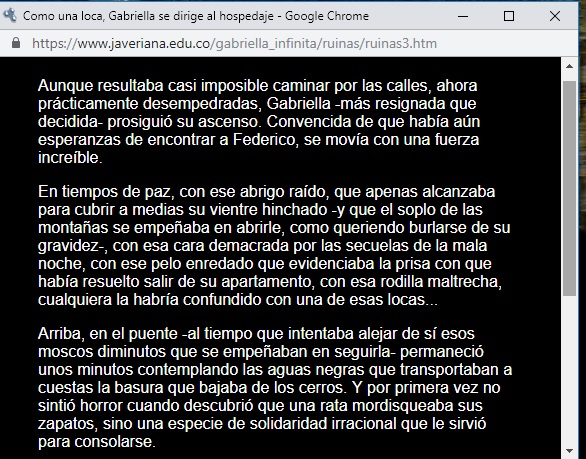 Como una loca, Gabriella se dirige al hospedaje - Google Chrome
https://www.javeriana.edu.co/gabriella_infinita/ruinas/ruinas3.htm
Aunque resultaba casi imposible caminar por las calles, ahora
prácticamente desempedradas, Gabriella -más resignada que
decidida- prosiguió su ascenso. Convencida de que había aún
esperanzas de encontrar a Federico, se movía con una fuerza
increíble.
En tiempos de paz, con ese abrigo raído, que apenas alcanzaba
para cubrir a medias su vientre hinchado -y que el soplo de las
montañas se empeñaba en abrirle, como queriendo burlarse de su
gravidez-, con esa cara demacrada por las secuelas de la mala
noche, con ese pelo enredado que evidenciaba la prisa con que
había resuelto salir de su apartamento, con esa rodilla maltrecha,
cualquiera la habría confundido con una de esas locas...
Arriba, en el puente -al tiempo que intentaba alejar de sí esos
moscos diminutos que se empeñaban en seguirla- permaneció
unos minutos contemplando las aguas negras que transportaban a
cuestas la basura que bajaba de los cerros. Y por primera vez no
sintió horror cuando descubrió que una rata mordisqueaba sus
zapatos, sino una especie de solidaridad irracional que le sirvió
para consolarse.